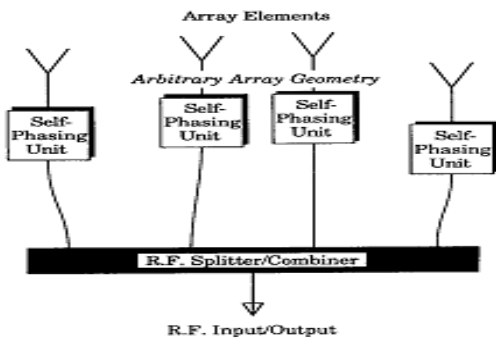 Array Elements
Arbitrary Array Geometry
Self-
Phasing
Unit
Self-
Phasing
Unit
Self-
Phasing
Unit
Self-
Phasing
Unit
R.F. Splitter/Combiner
R.F. Input/Output